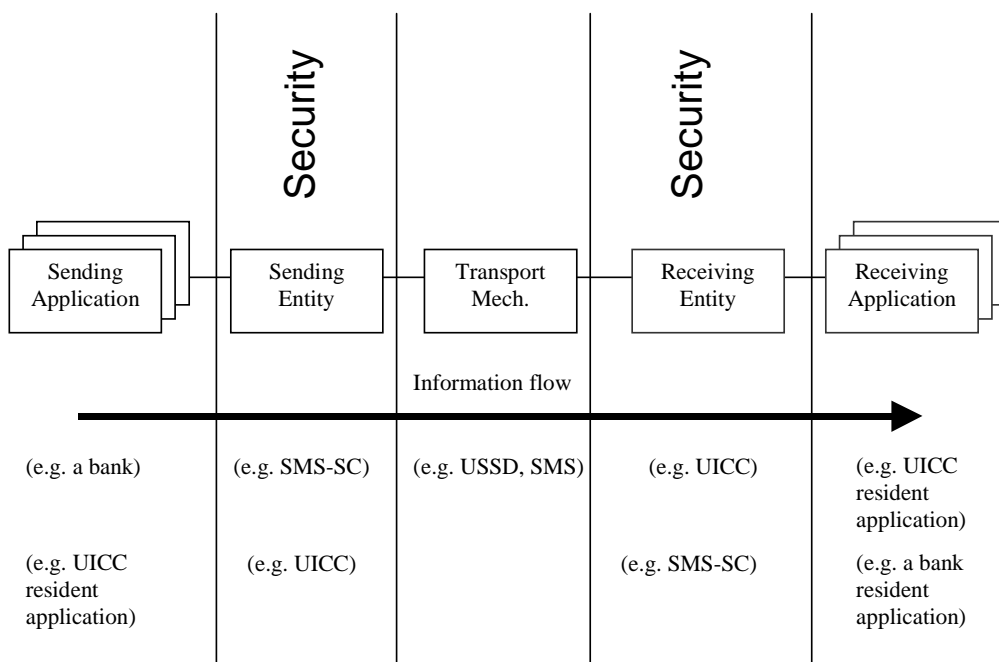 Security
Security
Sending
Application
Sending
Entity
Transport
Mech.
Receiving
Entity
Receiving
Application
Information flow
(e.g. a bank)
(e.g. SMS-SC)
(e.g. USSD, SMS)
(e.g. UICC)
(e.g. UICC
resident
application)
(e.g. UICC
resident
application)
(e.g. UICC)
(e.g. SMS-SC)
(e.g. a bank
resident
application)